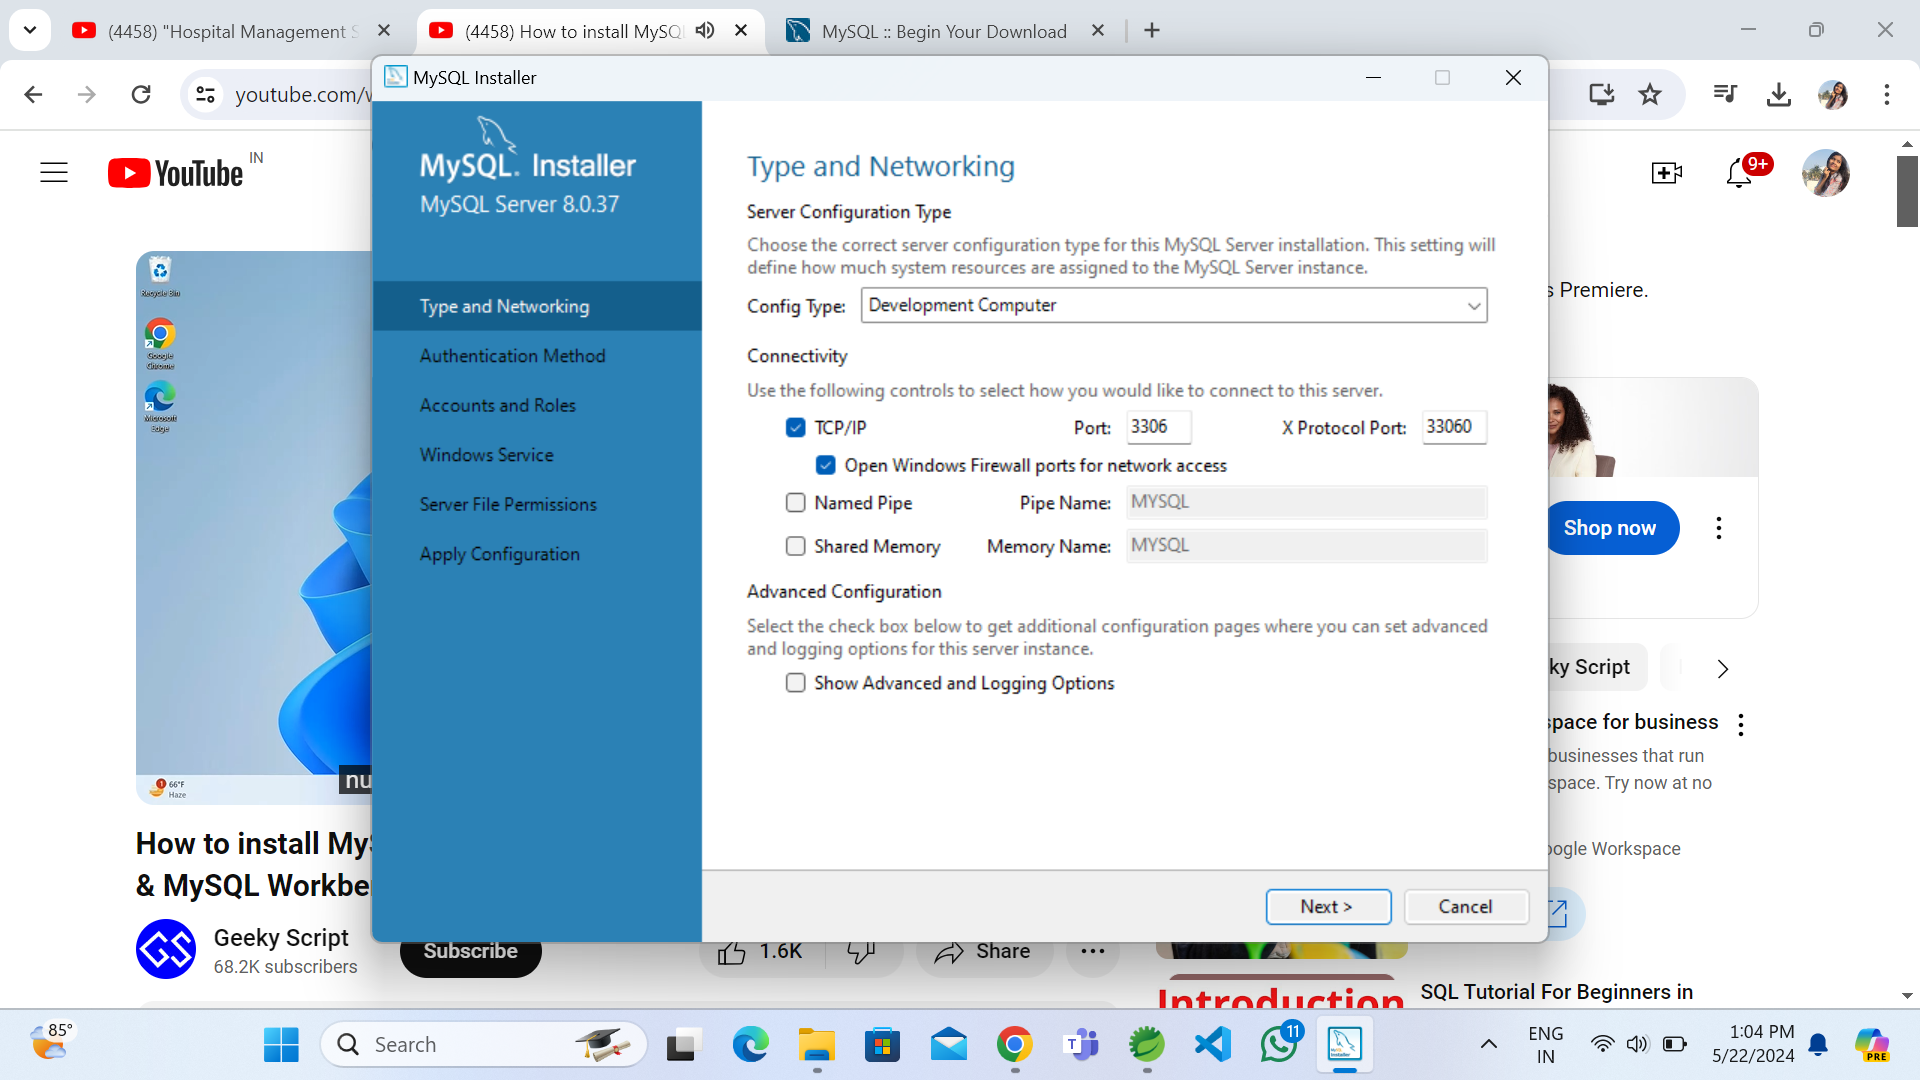 (4458) "Hospital Management S
(4458) How to install MySQL
MySQL :: Begin Your Download
youtube.com/w
YouTube IN
9+
MySQL Installer
MySQL. Installer
MySQL Server 8.0.37
Type and Networking
Authentication Method
Accounts and Roles
Windows Service
Server File Permissions
Apply Configuration
Type and Networking
Server Configuration Type
Choose the correct server configuration type for this MySQL Server installation. This setting will
define how much system resources are assigned to the MySQL Server instance.
Config Type: Development Computer
Connectivity
Use the following controls to select how you would like to connect to this server.
TCP/IP Port: 3306 X Protocol Port: 33060
Open Windows Firewall ports for network access
Named Pipe Pipe Name: MYSQL
Shared Memory Memory Name: MYSQL
Advanced Configuration
Select the check box below to get additional configuration pages where you can set advanced
and logging options for this server instance.
Show Advanced and Logging Options
Next > Cancel
Recycle Bin
Google
Chrome
Microsoft
Edge
1 66°F
Haze
nu
s Premiere.
Shop now
ky Script
space for business
businesses that run
space. Try now at no
oogle Workspace
How to install MyS
& MySQL Workbe
GS
Geeky Script
68.2K subscribers
Subscribe
1.6K
Share
Introduction
SQL Tutorial For Beginners in
85°
Search
11
MySQL
Installer
ENG
IN
1:04 PM
5/22/2024
PRE